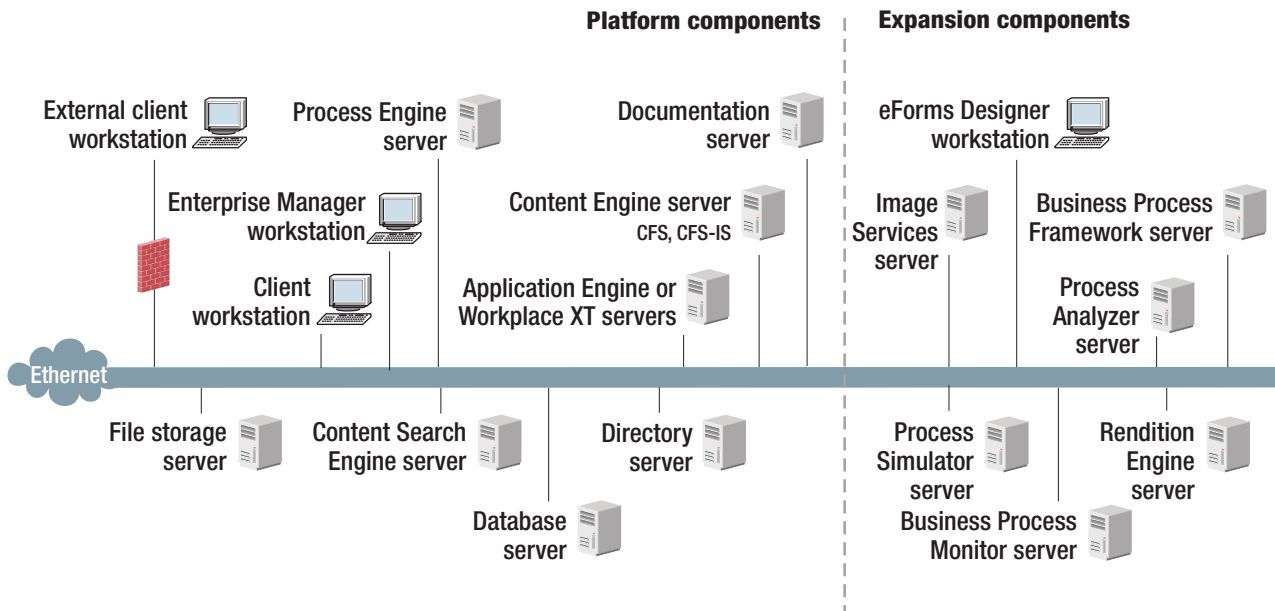 Platform components
Expansion components
External client
workstation
Process Engine
server
Documentation
server
eForms Designer
workstation
Enterprise Manager
workstation
Content Engine server
CFS, CFS-IS
Image
Services
server
Business Process
Framework server
Client
workstation
Application Engine or
Workplace XT servers
Process
Analyzer
server
Ethernet
File storage
server
Content Search
Engine server
Directory
server
Process
Simulator
server
Rendition
Engine
server
Database
server
Business Process
Monitor server